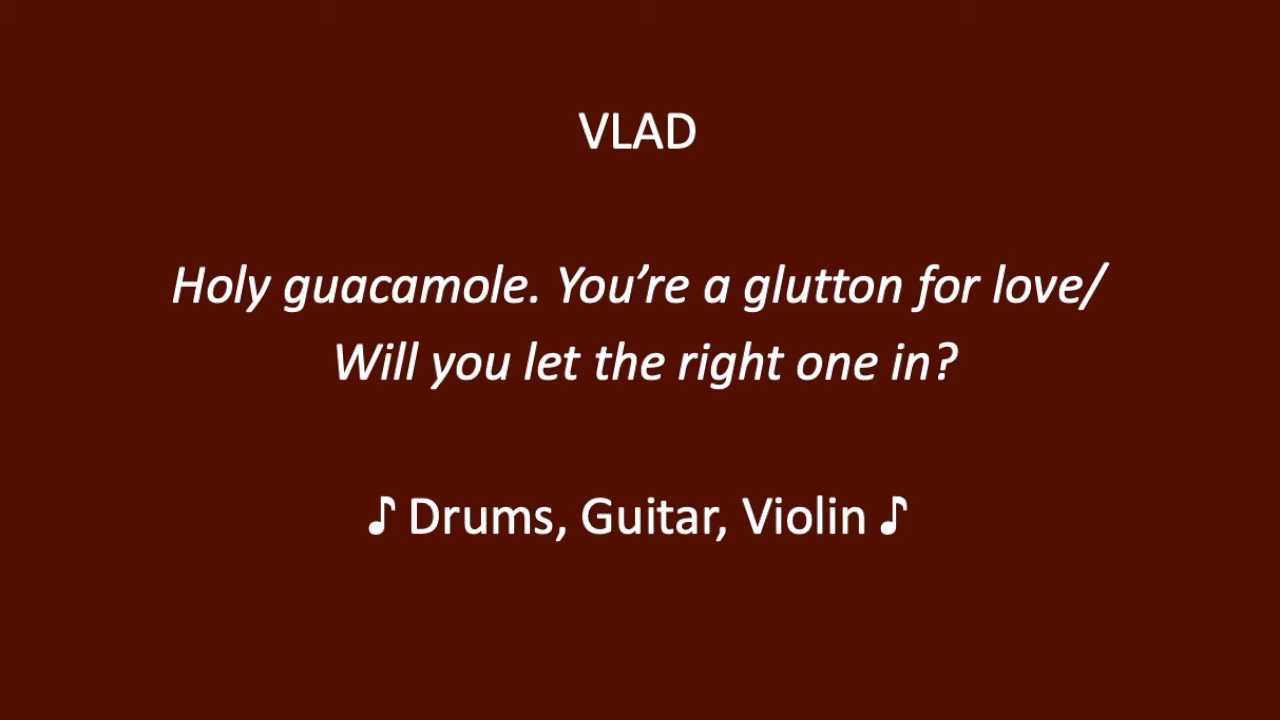 VLAD
Holy guacamole. You’re a glutton for love/
Will you let the right one in?
♪ Drums, Guitar, Violin ♪